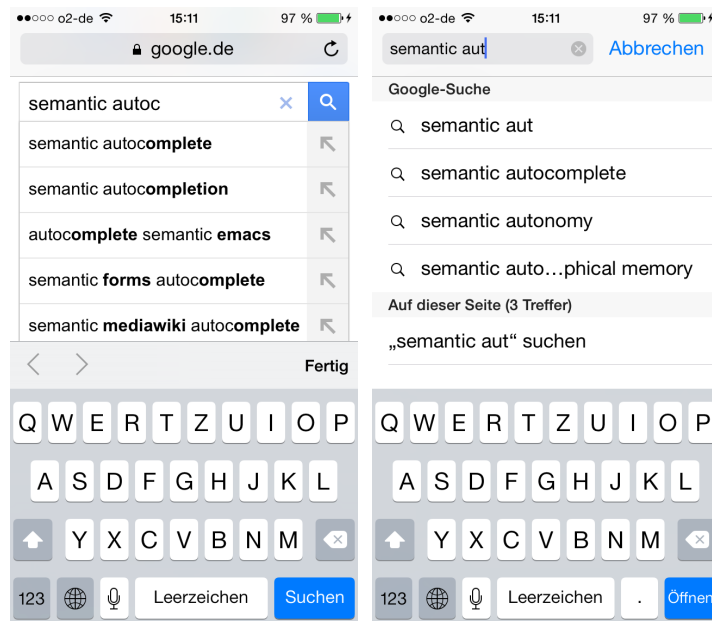 o2-de 15:11 97 %
google.de
semantic autoc
semantic autocomplete
semantic autocompletion
autocomplete semantic emacs
semantic forms autocomplete
semantic mediawiki autocomplete
Fertig
Q W E R T Z U I O P
A S D F G H J K L
Y X C V B N M
123 Leerzeichen Suchen
o2-de 15:11 97 %
semantic aut Abbrechen
Google-Suche
semantic aut
semantic autocomplete
semantic autonomy
semantic auto…phical memory
Auf dieser Seite (3 Treffer)
„semantic aut“ suchen
Q W E R T Z U I O P
A S D F G H J K L
Y X C V B N M
123 Leerzeichen . Öffnen